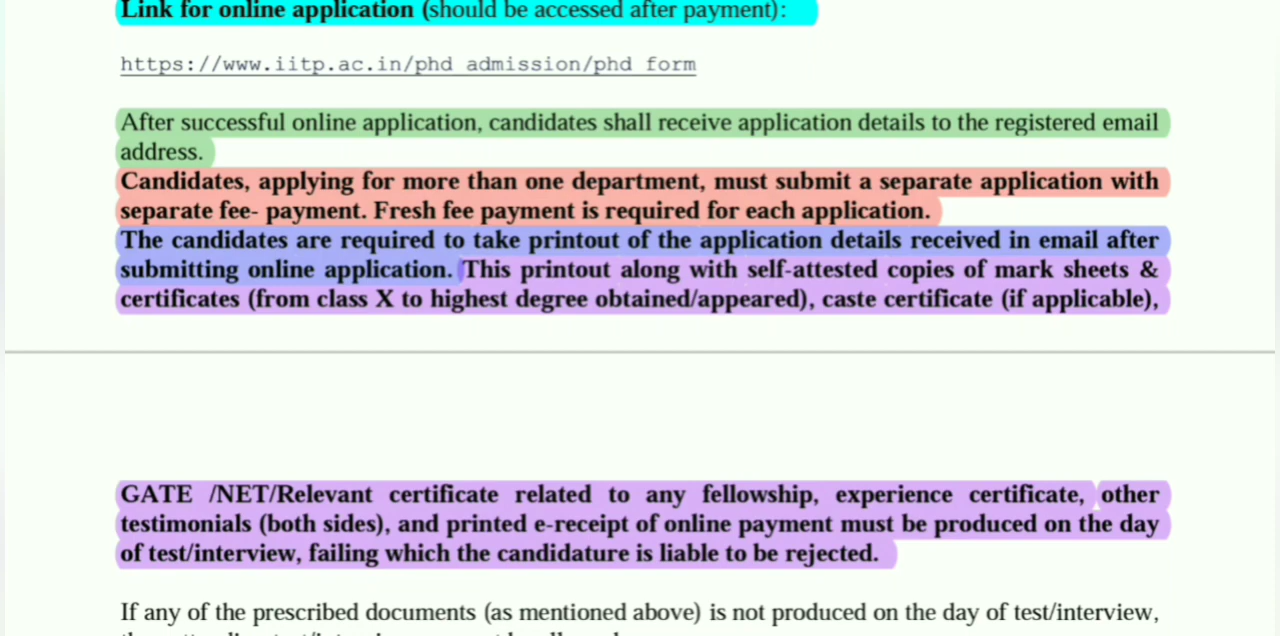 Link for online application (should be accessed after payment):
https://www.iitp.ac.in/phd_admission/phd_form
After successful online application, candidates shall receive application details to the registered email
address.
Candidates, applying for more than one department, must submit a separate application with
separate fee- payment. Fresh fee payment is required for each application.
The candidates are required to take printout of the application details received in email after
submitting online application. This printout along with self-attested copies of mark sheets &
certificates (from class X to highest degree obtained/appeared), caste certificate (if applicable),
GATE /NET/Relevant certificate related to any fellowship, experience certificate, other
testimonials (both sides), and printed e-receipt of online payment must be produced on the day
of test/interview, failing which the candidature is liable to be rejected.
If any of the prescribed documents (as mentioned above) is not produced on the day of test/interview,